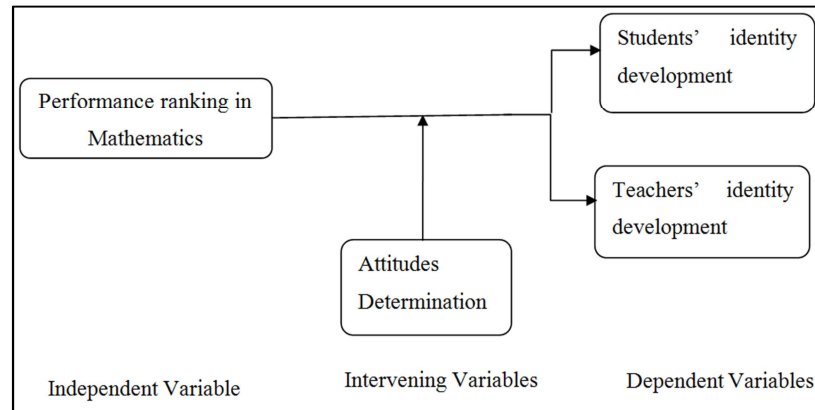 Performance ranking in
Mathematics
Students’ identity
development
Teachers’ identity
development
Attitudes
Determination
Independent Variable
Intervening Variables
Dependent Variables